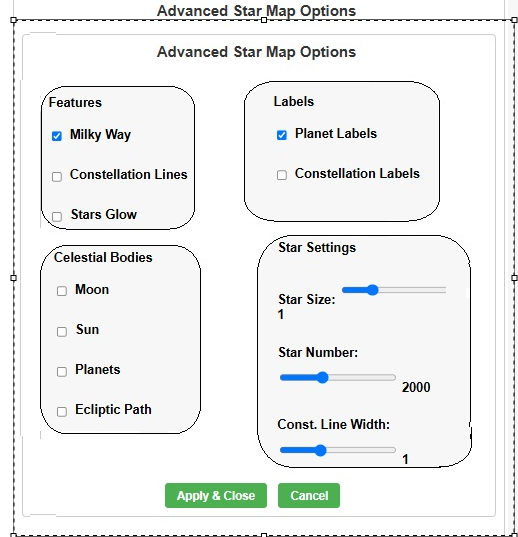 Advanced Star Map Options
Advanced Star Map Options
Features
Milky Way
Constellation Lines
Stars Glow
Labels
Planet Labels
Constellation Labels
Celestial Bodies
Moon
Sun
Planets
Ecliptic Path
Star Settings
Star Size:
1
Star Number:
2000
Const. Line Width:
1
Apply & Close
Cancel